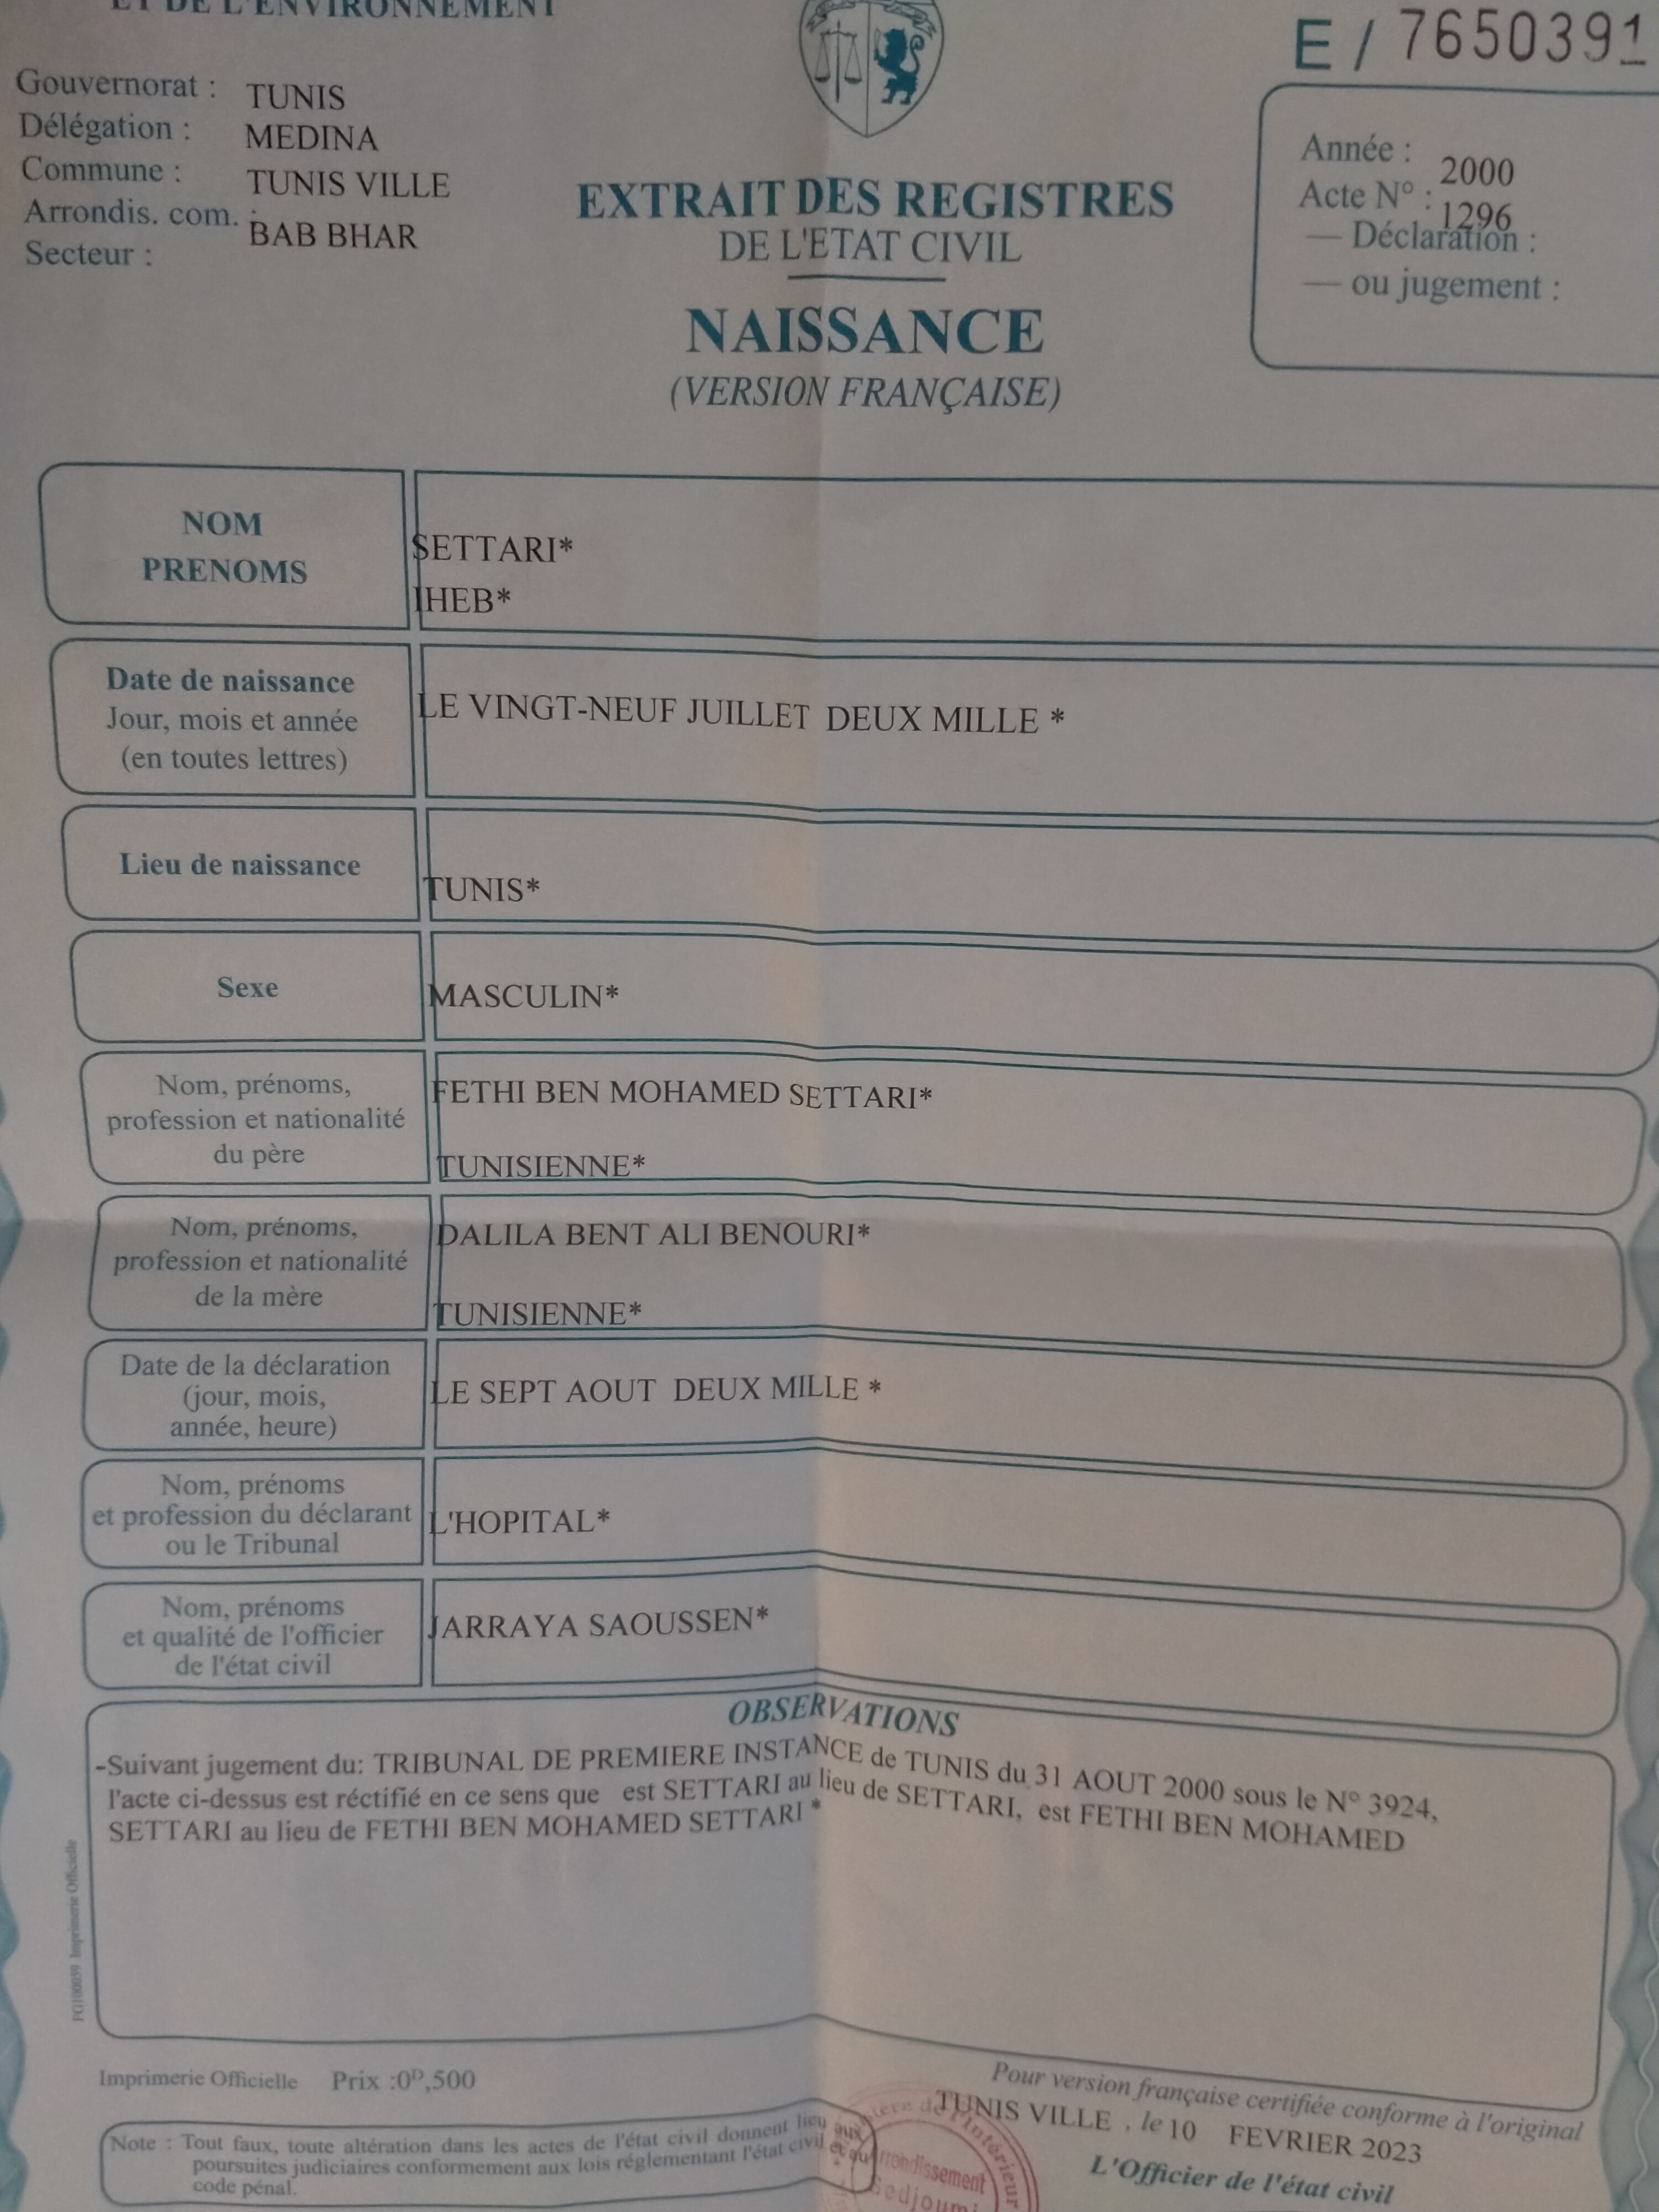 ET DE L'ENVIRONNEMENT
E / 7650391
Gouvernorat : TUNIS
Délégation : MEDINA
Commune : TUNIS VILLE
Arrondis. com. : BAB BHAR
Secteur :
EXTRAIT DES REGISTRES
DE L'ETAT CIVIL
NAISSANCE
(VERSION FRANÇAISE)
Année : 2000
Acte N° : 1296
— Déclaration :
— ou jugement :
NOM
PRENOMS
SETTARI*
IHEB*
Date de naissance
Jour, mois et année
(en toutes lettres)
LE VINGT-NEUF JUILLET DEUX MILLE *
Lieu de naissance
TUNIS*
Sexe
MASCULIN*
Nom, prénoms,
profession et nationalité
du père
FETHI BEN MOHAMED SETTARI*
TUNISIENNE*
Nom, prénoms,
profession et nationalité
de la mère
DALILA BENT ALI BENOURI*
TUNISIENNE*
Date de la déclaration
(jour, mois,
année, heure)
LE SEPT AOUT DEUX MILLE *
Nom, prénoms
et profession du déclarant
ou le Tribunal
L'HOPITAL*
Nom, prénoms
et qualité de l'officier
de l'état civil
JARRAYA SAOUSSEN*
OBSERVATIONS
-Suivant jugement du: TRIBUNAL DE PREMIERE INSTANCE de TUNIS du 31 AOUT 2000 sous le N° 3924,
l'acte ci-dessus est réctifié en ce sens que est SETTARI au lieu de SETTARI, est FETHI BEN MOHAMED
SETTARI au lieu de FETHI BEN MOHAMED SETTARI *
FG100059 Imprimerie Officielle
Imprimerie Officielle Prix :0ᴰ,500
Pour version française certifiée conforme à l'original
TUNIS VILLE , le 10 FEVRIER 2023
L'Officier de l'état civil
Note : Tout faux, toute altération dans les actes de l'état civil donnent lieu aux
poursuites judiciaires conformement aux lois réglementant l'état civil et au
code pénal.
de l'Intérieur